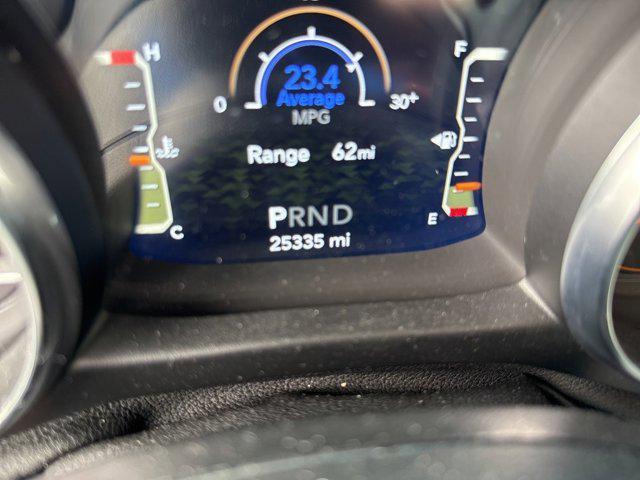 H
F
23.4
Average
0
30+
MPG
Range 62mi
PRND
E
C
25335 mi